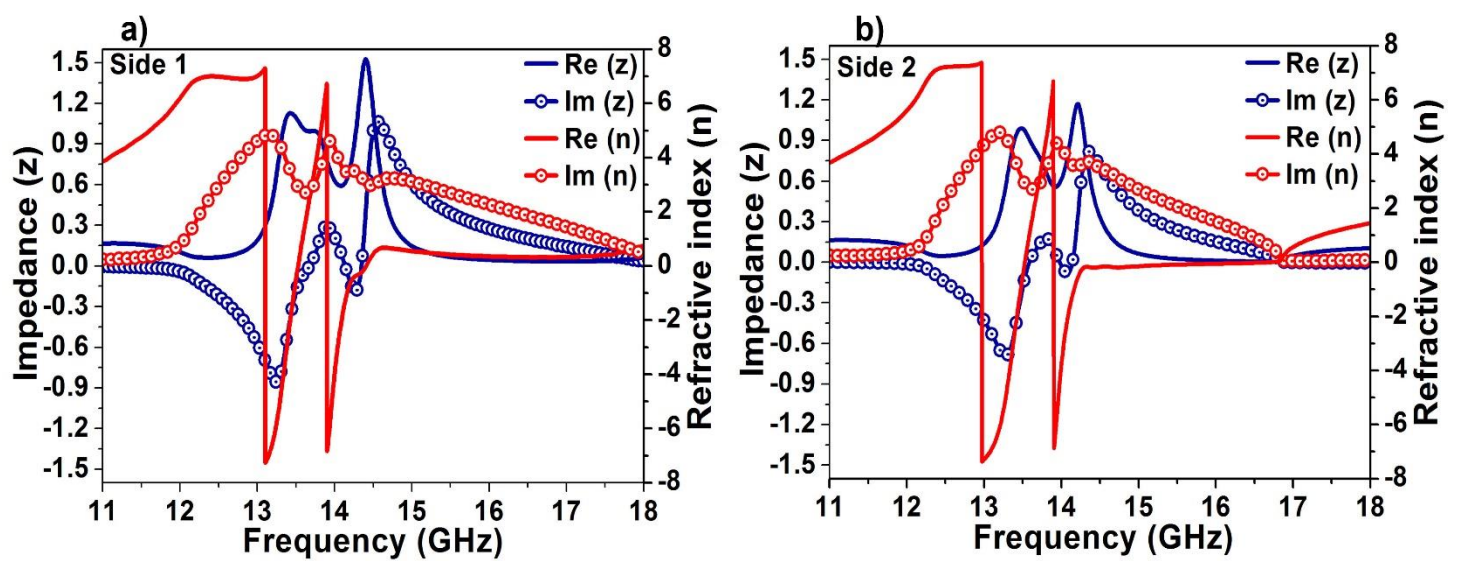 a)
Side 1
Re (z)
Im (z)
Re (n)
Im (n)
Impedance (z)
1.5
1.2
0.9
0.6
0.3
0.0
-0.3
-0.6
-0.9
-1.2
-1.5
8
6
4
2
0
-2
-4
-6
-8
Refractive index (n)
11 12 13 14 15 16 17 18
Frequency (GHz)
b)
Side 2
Re (z)
Im (z)
Re (n)
Im (n)
Impedance (z)
1.5
1.2
0.9
0.6
0.3
0.0
-0.3
-0.6
-0.9
-1.2
-1.5
8
6
4
2
0
-2
-4
-6
-8
Refractive index (n)
11 12 13 14 15 16 17 18
Frequency (GHz)